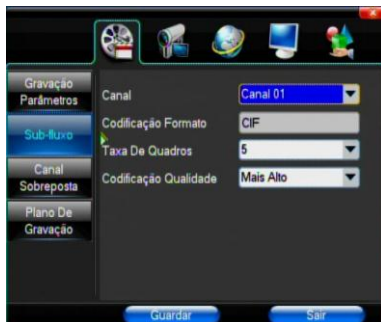 Gravação
Parâmetros
Canal
Canal 01
Sub-fluxo
Codificação Formato
CIF
Taxa De Quadros
5
Canal
Sobreposta
Codificação Qualidade
Mais Alto
Plano De
Gravação
Guardar
Sair